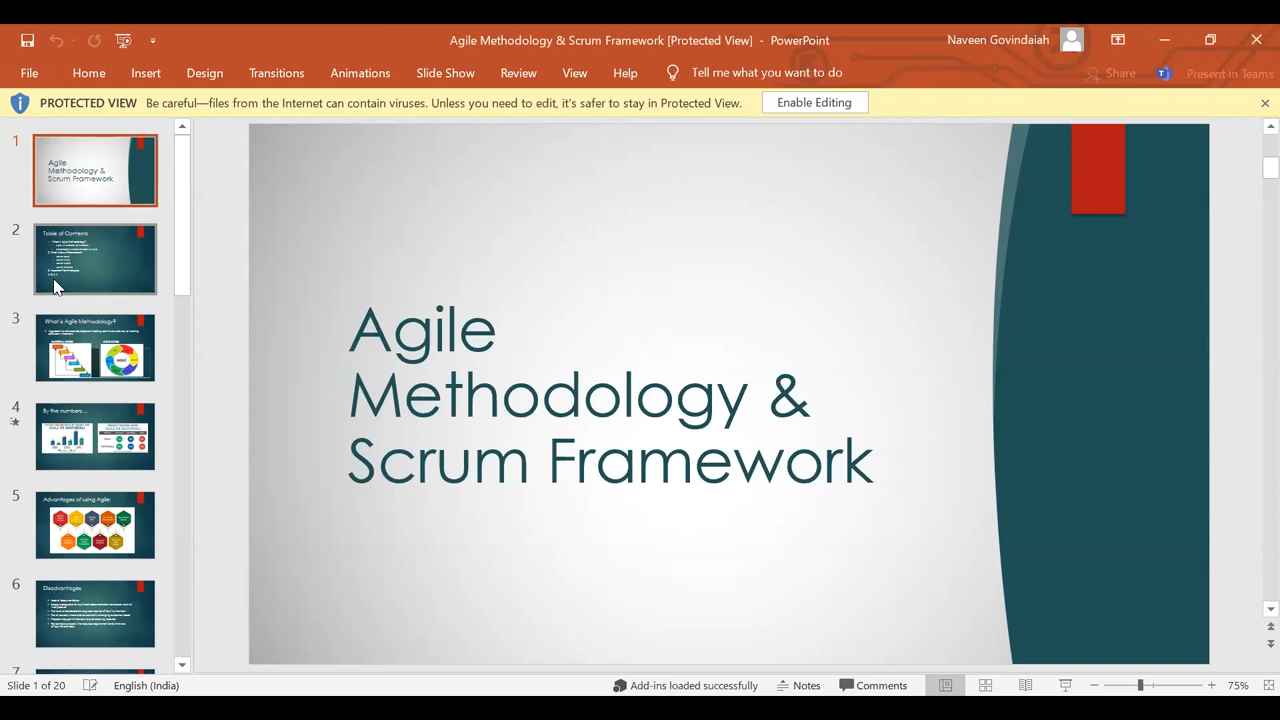 Agile Methodology & Scrum Framework [Protected View] - PowerPoint
Naveen Govindaiah
File Home Insert Design Transitions Animations Slide Show Review View Help Tell me what you want to do Share Present in Teams
PROTECTED VIEW Be careful—files from the Internet can contain viruses. Unless you need to edit, it's safer to stay in Protected View. Enable Editing
1
Agile
Methodology &
Scrum Framework
2
Table of Contents
3
What is Agile Methodology?
4
By the numbers...
5
Advantages of using Agile:
6
Disadvantages
7
Agile
Methodology &
Scrum Framework
Slide 1 of 20 English (India) Add-ins loaded successfully Notes Comments 75%